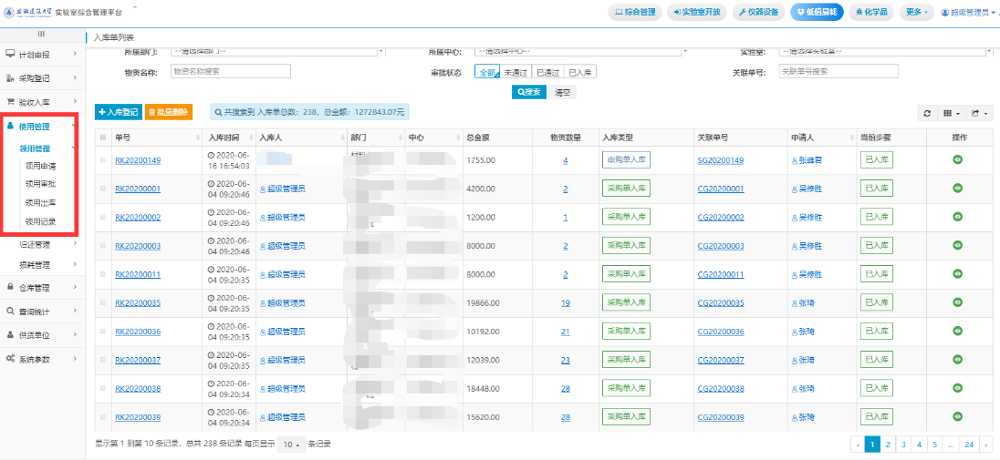 实验室综合管理平台
综合管理 实验室开放 仪器设备 低值易耗 化学品 更多 超级管理员
入库单列表
计划申报
采购登记
验收入库
使用管理
领用管理
领用申请
领用审批
领用出库
领用记录
归还管理
损耗管理
仓库管理
查询统计
供货单位
系统参数
所属部门: --请选择部门-- 所属中心: --请选择中心-- 实验室: --请选择实验室--
物资名称: 物资名称搜索 审批状态 全部 未通过 已通过 已入库 关联单号: 关联单号搜索
搜索 清空
入库登记 批量删除 共搜索到 入库单总数：238，总金额：1272843.07元
单号 入库时间 入库人 部门 中心 总金额 物资数量 入库类型 关联单号 申请人 当前步骤 操作
RK20200149 2020-06-16 16:54:03 1755.00 4 申购单入库 SG20200149 张峰君 已入库
RK20200001 2020-06-04 09:20:46 超级管理员 4200.00 2 采购单入库 CG20200001 吴修胜 已入库
RK20200002 2020-06-04 09:20:46 超级管理员 1200.00 1 采购单入库 CG20200002 吴修胜 已入库
RK20200003 2020-06-04 09:20:46 超级管理员 8000.00 2 采购单入库 CG20200003 吴修胜 已入库
RK20200011 2020-06-04 09:20:35 超级管理员 8000.00 2 采购单入库 CG20200011 吴修胜 已入库
RK20200035 2020-06-04 09:20:35 超级管理员 19866.00 19 采购单入库 CG20200035 张琦 已入库
RK20200036 2020-06-04 09:20:35 超级管理员 10192.00 21 采购单入库 CG20200036 张琦 已入库
RK20200037 2020-06-04 09:20:35 超级管理员 12039.00 23 采购单入库 CG20200037 张琦 已入库
RK20200038 2020-06-04 09:20:34 超级管理员 18448.00 28 采购单入库 CG20200038 张琦 已入库
RK20200039 2020-06-04 09:20:34 超级管理员 15620.00 28 采购单入库 CG20200039 张琦 已入库
显示第 1 到第 10 条记录，总共 238 条记录 每页显示 10 条记录
‹ 1 2 3 4 5 ... 24 ›